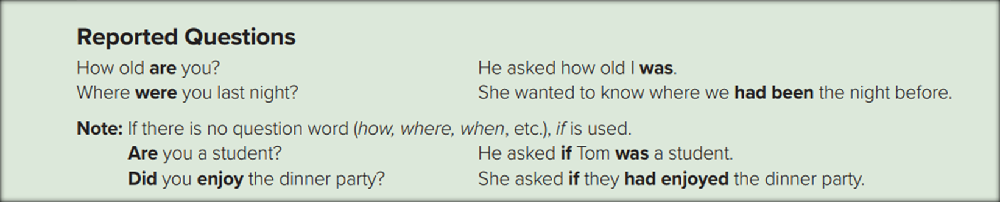 Reported Questions
How old are you? He asked how old I was.
Where were you last night? She wanted to know where we had been the night before.
Note: If there is no question word (how, where, when, etc.), if is used.
Are you a student? He asked if Tom was a student.
Did you enjoy the dinner party? She asked if they had enjoyed the dinner party.